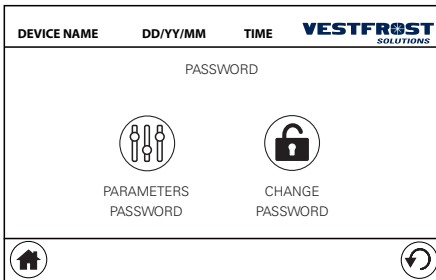 DEVICE NAME DD/YY/MM TIME VESTFROST
SOLUTIONS
PASSWORD
PARAMETERS CHANGE
PASSWORD PASSWORD